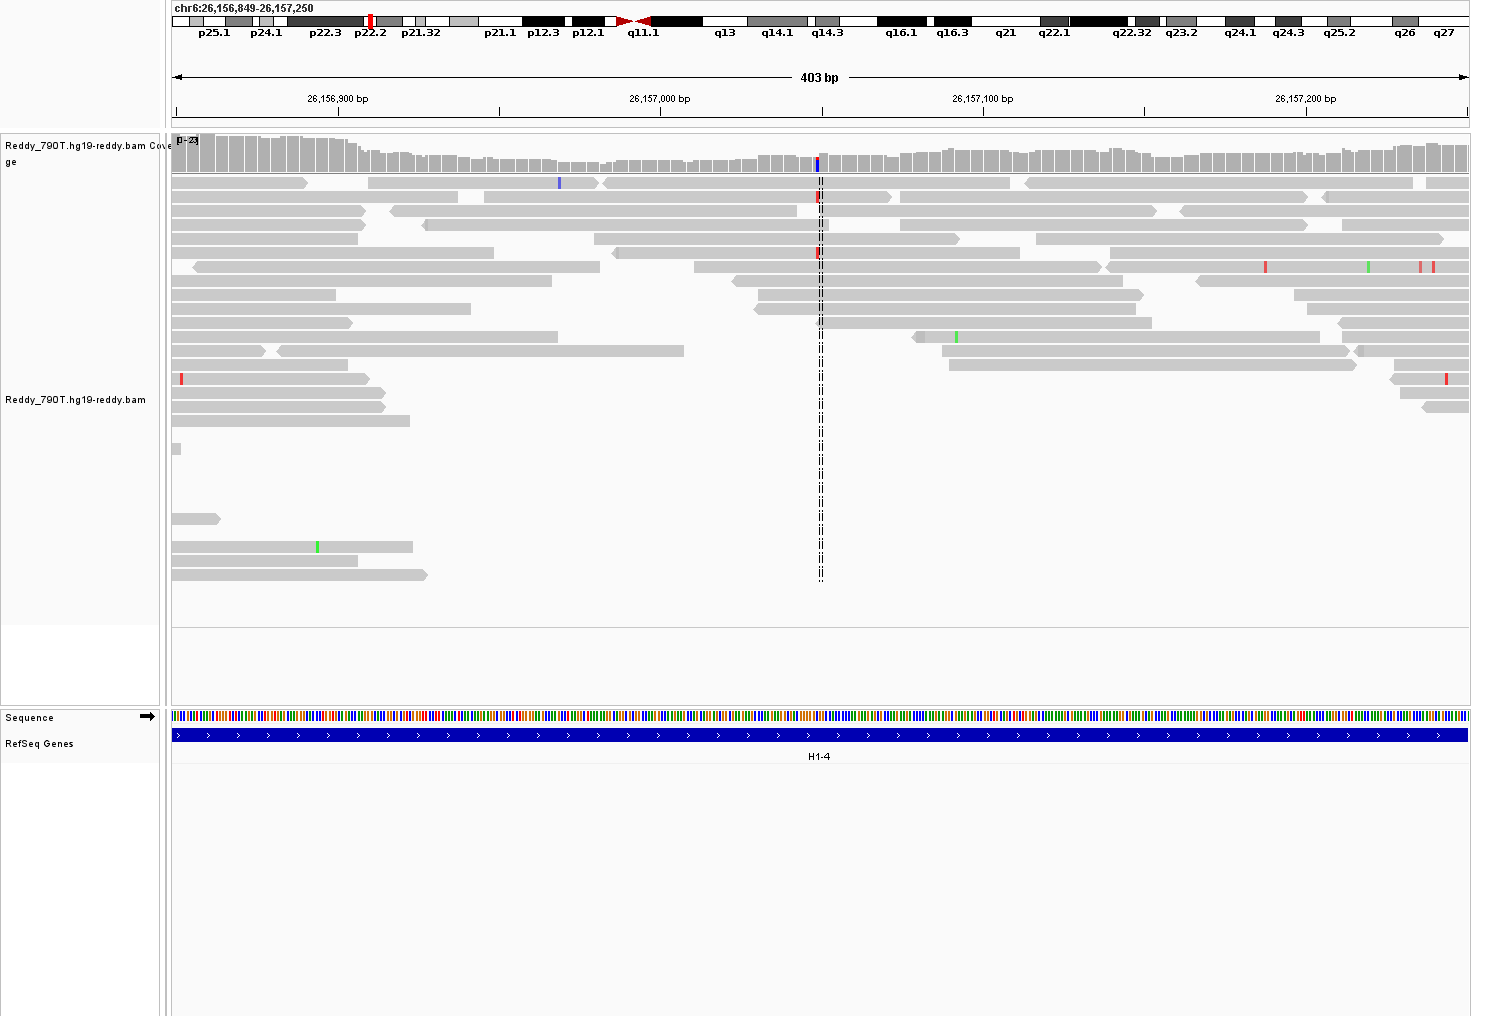 chr6:26,156,849-26,157,250
p25.1 p24.1 p22.3 p22.2 p21.32 p21.1 p12.3 p12.1 q11.1 q13 q14.1 q14.3 q16.1 q16.3 q21 q22.1 q22.32 q23.2 q24.1 q24.3 q25.2 q26 q27
403 bp
26,156,900 bp 26,157,000 bp 26,157,100 bp 26,157,200 bp
[0-23]
Reddy_790T.hg19-reddy.bam Cove
ge
Reddy_790T.hg19-reddy.bam
Sequence
RefSeq Genes
H1-4